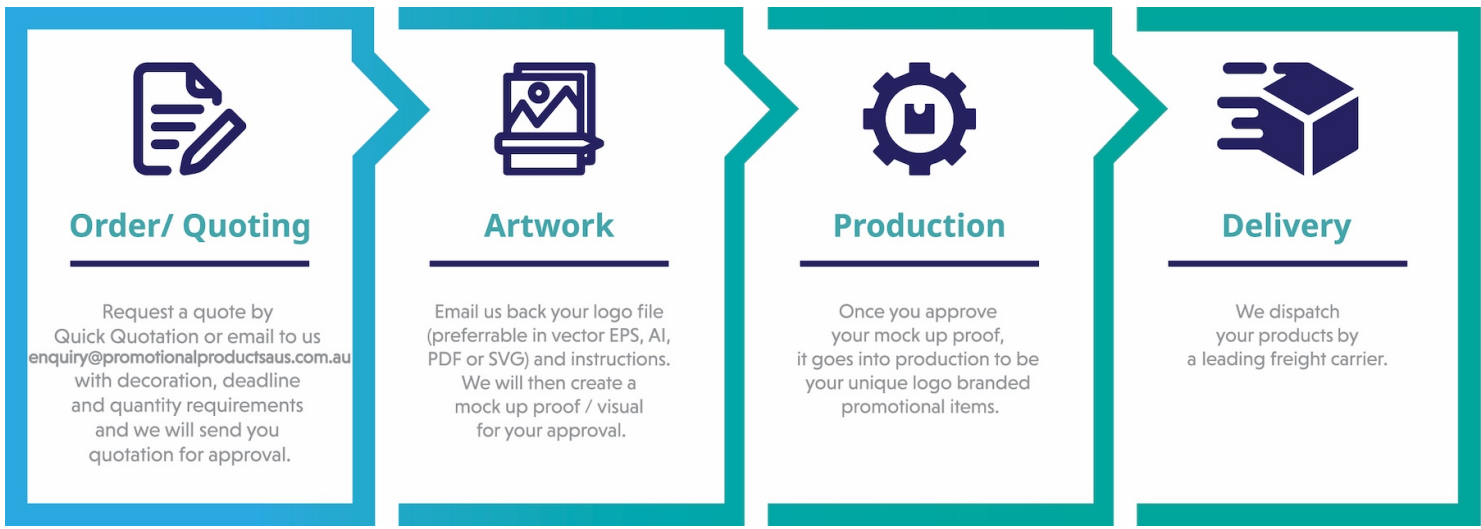 Order/ Quoting
Request a quote by
Quick Quotation or email to us
enquiry@promotionalproductsaus.com.au
with decoration, deadline
and quantity requirements
and we will send you
quotation for approval.
Artwork
Email us back your logo file
(preferrable in vector EPS, AI,
PDF or SVG) and instructions.
We will then create a
mock up proof / visual
for your approval.
Production
Once you approve
your mock up proof,
it goes into production to be
your unique logo branded
promotional items.
Delivery
We dispatch
your products by
a leading freight carrier.